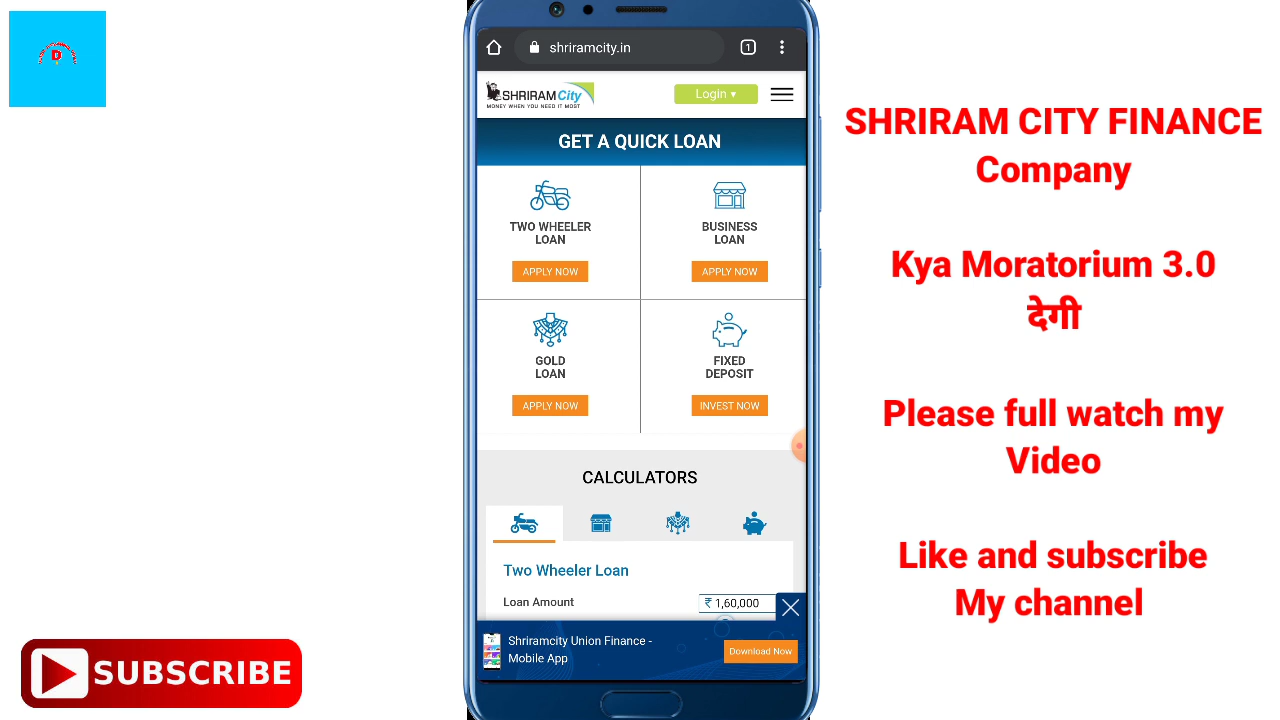 D
shriramcity.in
1
SHRIRAM City
MONEY WHEN YOU NEED IT MOST
Login ▾
GET A QUICK LOAN
TWO WHEELER
LOAN
APPLY NOW
BUSINESS
LOAN
APPLY NOW
GOLD
LOAN
APPLY NOW
FIXED
DEPOSIT
INVEST NOW
CALCULATORS
Two Wheeler Loan
Loan Amount
₹ 1,60,000
Shriramcity Union Finance -
Mobile App
Download Now
SHRIRAM CITY FINANCE
Company
Kya Moratorium 3.0
देगी
Please full watch my
Video
Like and subscribe
My channel
SUBSCRIBE